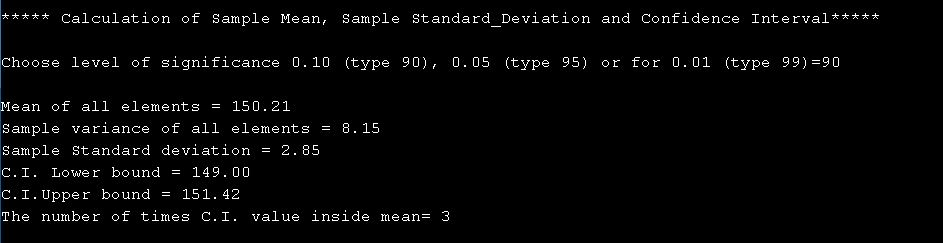 ***** Calculation of Sample Mean, Sample Standard_Deviation and Confidence Interval*****
Choose level of significance 0.10 (type 90), 0.05 (type 95) or for 0.01 (type 99)=90
Mean of all elements = 150.21
Sample variance of all elements = 8.15
Sample Standard deviation = 2.85
C.I. Lower bound = 149.00
C.I.Upper bound = 151.42
The number of times C.I. value inside mean= 3